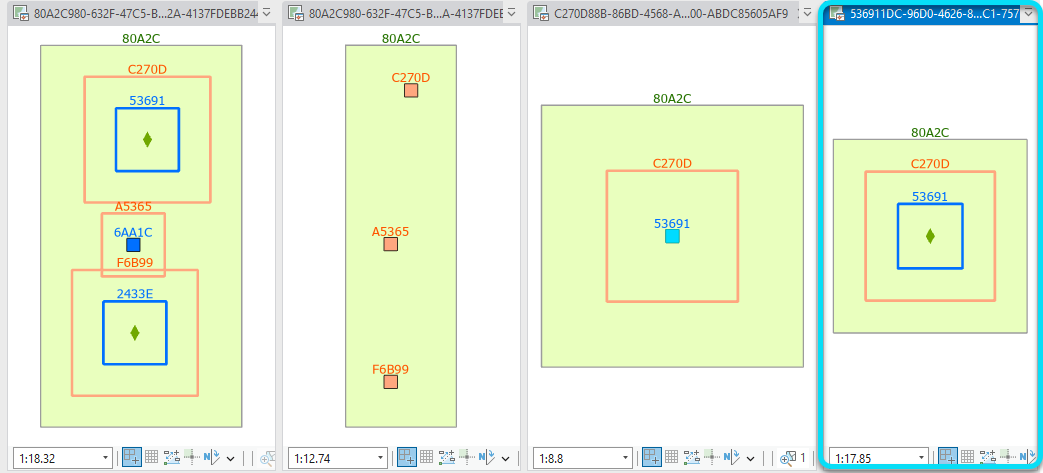 80A2C980-632F-47C5-B...2A-4137FDEBB244
80A2C
C270D
53691
A5365
6AA1C
F6B99
2433E
1:18.32
80A2C980-632F-47C5-B...A-4137FDEB
80A2C
C270D
A5365
F6B99
1:12.74
C270D88B-86BD-4568-A...00-ABDC85605AF9
80A2C
C270D
53691
1:8.8
1
536911DC-96D0-4626-8...C1-757
80A2C
C270D
53691
1:17.85